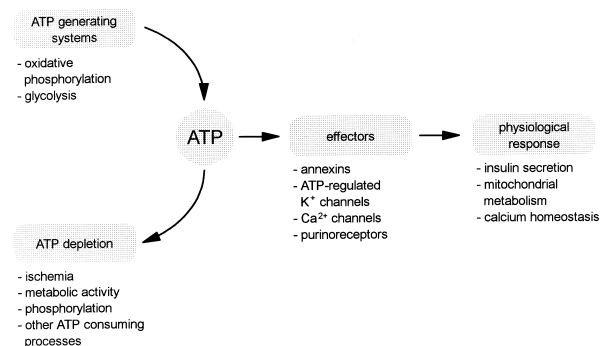 ATP generating
systems
- oxidative
phosphorylation
- glycolysis
ATP
effectors
- annexins
- ATP-regulated
K⁺ channels
- Ca²⁺ channels
- purinoreceptors
physiological
response
- insulin secretion
- mitochondrial
metabolism
- calcium homeostasis
ATP depletion
- ischemia
- metabolic activity
- phosphorylation
- other ATP consuming
processes